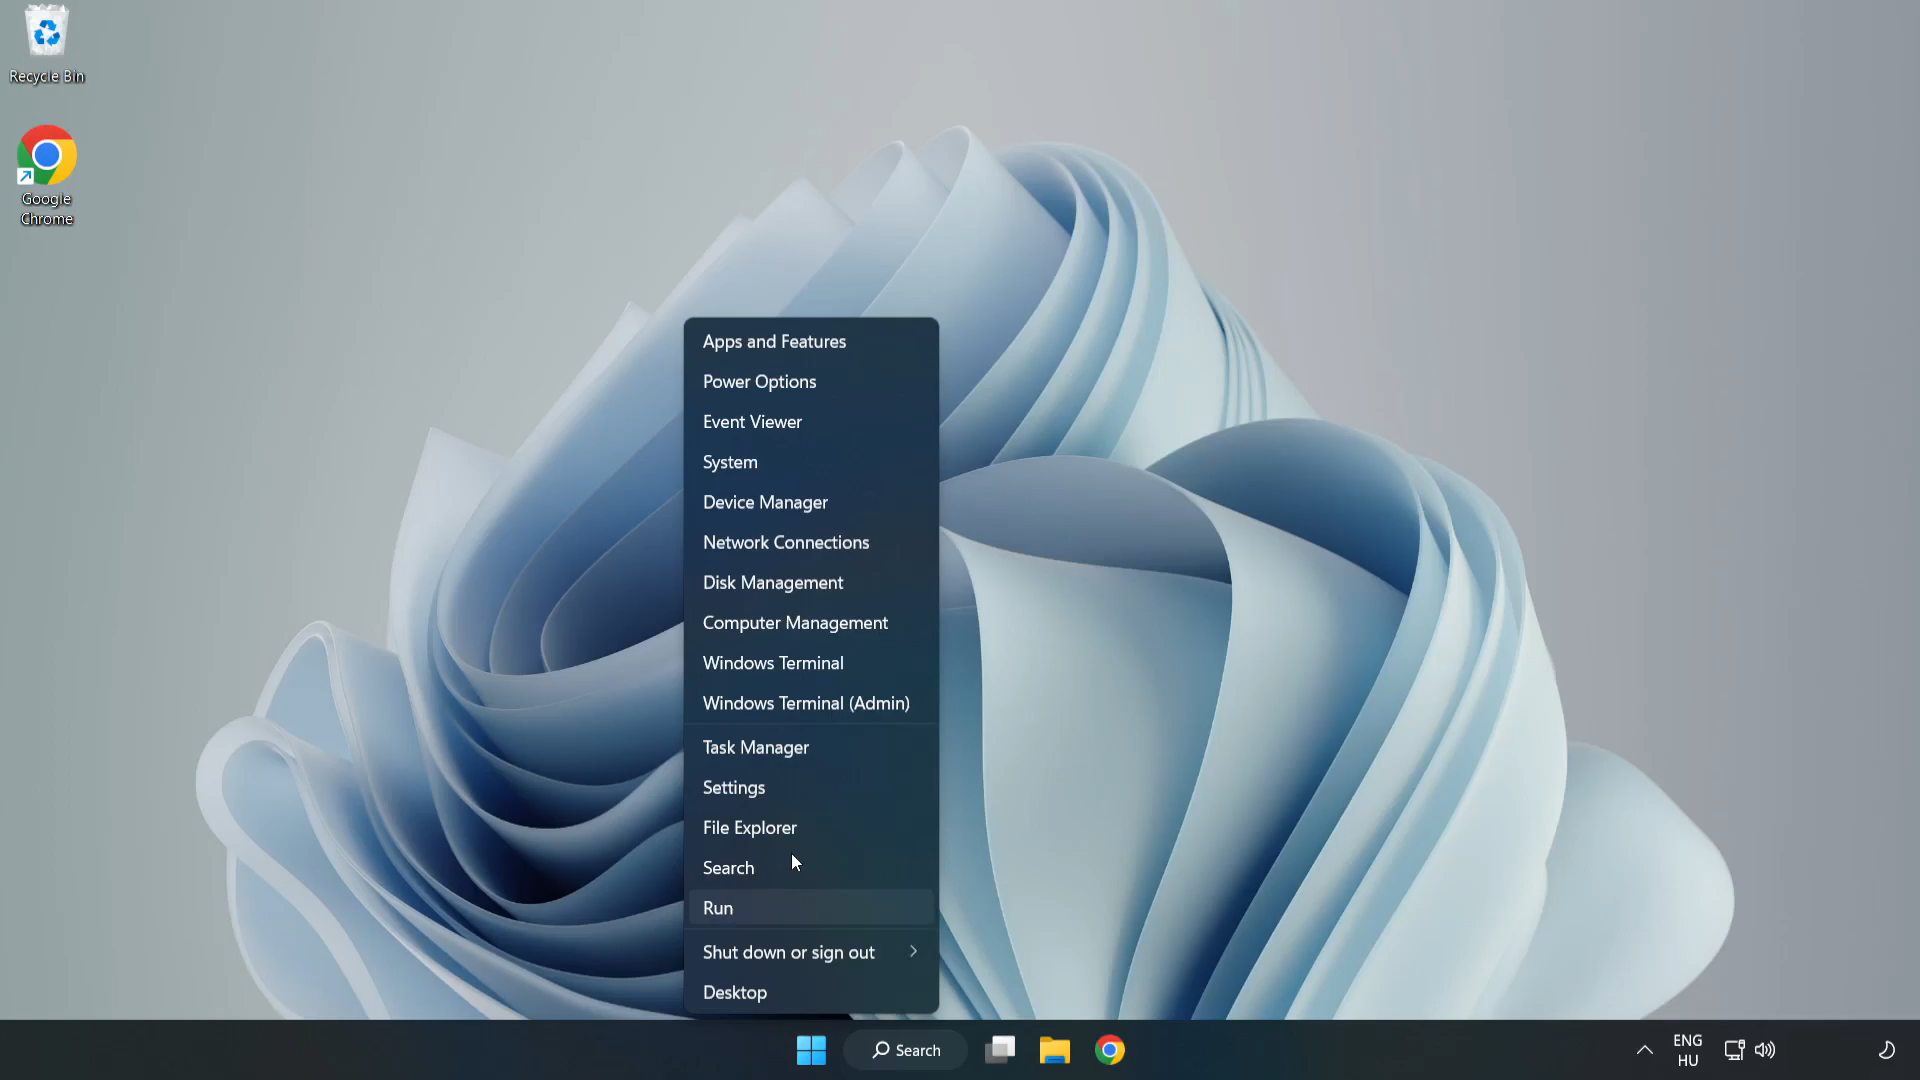 Recycle Bin
Google
Chrome
Apps and Features
Power Options
Event Viewer
System
Device Manager
Network Connections
Disk Management
Computer Management
Windows Terminal
Windows Terminal (Admin)
Task Manager
Settings
File Explorer
Search
Run
Shut down or sign out
Desktop
Search
ENG
HU